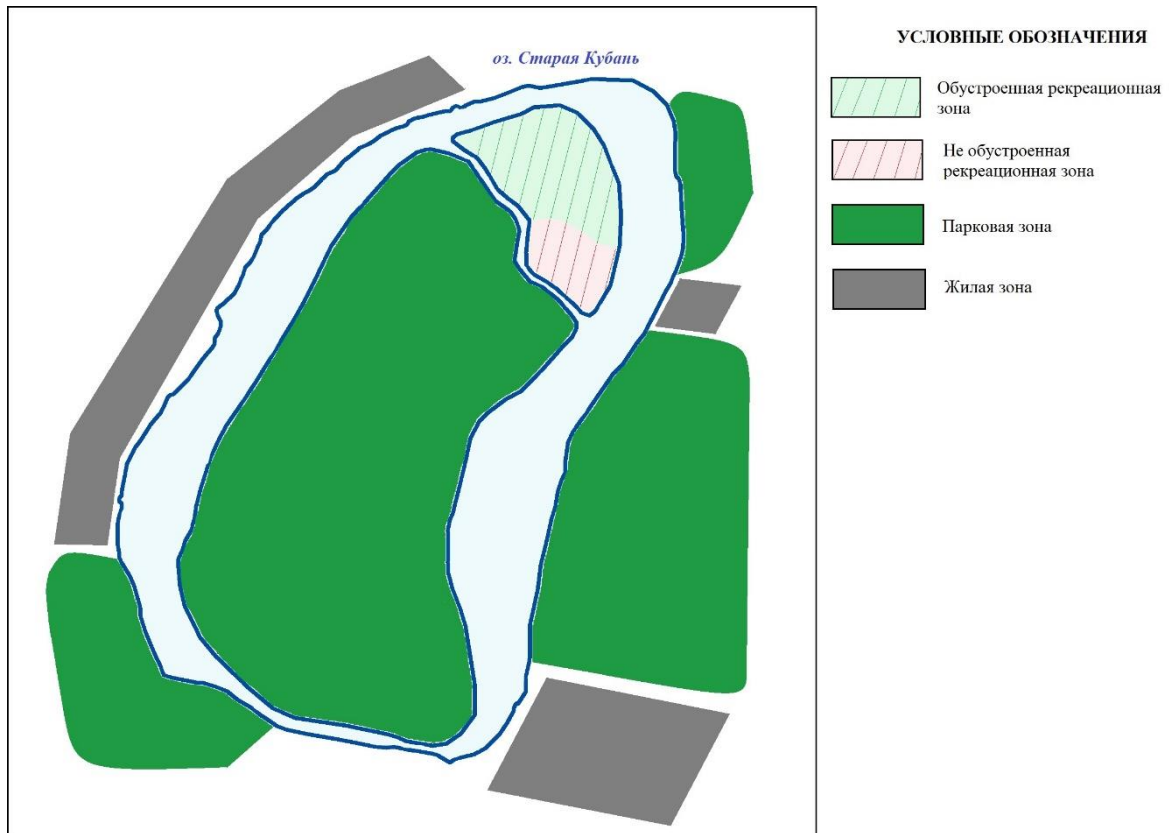 оз. Старая Кубань
УСЛОВНЫЕ ОБОЗНАЧЕНИЯ
Обустроенная рекреационная
зона
Не обустроенная
рекреационная зона
Парковая зона
Жилая зона